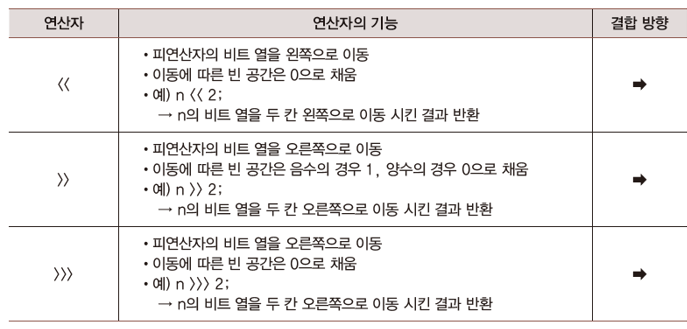 연산자 연산자의 기능 결합 방향
• 피연산자의 비트 열을 왼쪽으로 이동
• 이동에 따른 빈 공간은 0으로 채움
<< • 예) n << 2; ➡
→ n의 비트 열을 두 칸 왼쪽으로 이동 시킨 결과 반환
• 피연산자의 비트 열을 오른쪽으로 이동
• 이동에 따른 빈 공간은 음수의 경우 1, 양수의 경우 0으로 채움
>> • 예) n >> 2; ➡
→ n의 비트 열을 두 칸 오른쪽으로 이동 시킨 결과 반환
• 피연산자의 비트 열을 오른쪽으로 이동
• 이동에 따른 빈 공간은 0으로 채움
>>> • 예) n >>> 2; ➡
→ n의 비트 열을 두 칸 오른쪽으로 이동 시킨 결과 반환